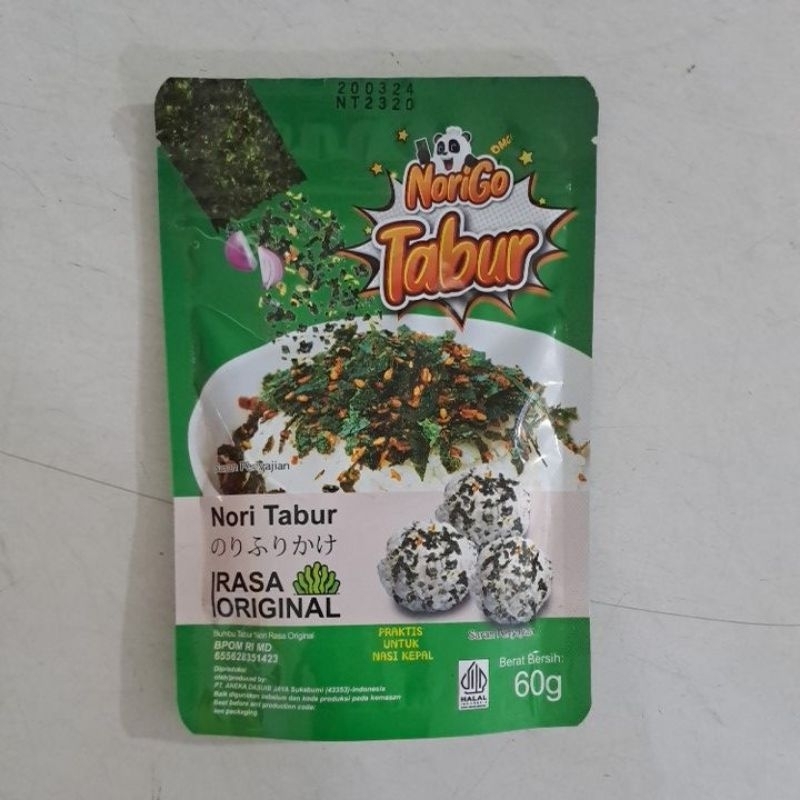 200324
NT2320
OMG!
NoriGo
Tabur
Saran Penyajian
Nori Tabur
のりふりかけ
RASA
ORIGINAL
Bumbu Tabur Nori Rasa Original
BPOM RI MD
655628351423
Diproduksi
oleh/produced by:
PT. ANEKA DASUIB JAYA Sukabumi (43353)-Indonesia
Baik digunakan sebelum dan kode produksi pada kemasan
Best before and production code:
see packaging
PRAKTIS
UNTUK
NASI KEPAL
Saran Penyajian
HALAL
INDONESIA
Berat Bersih:
60g